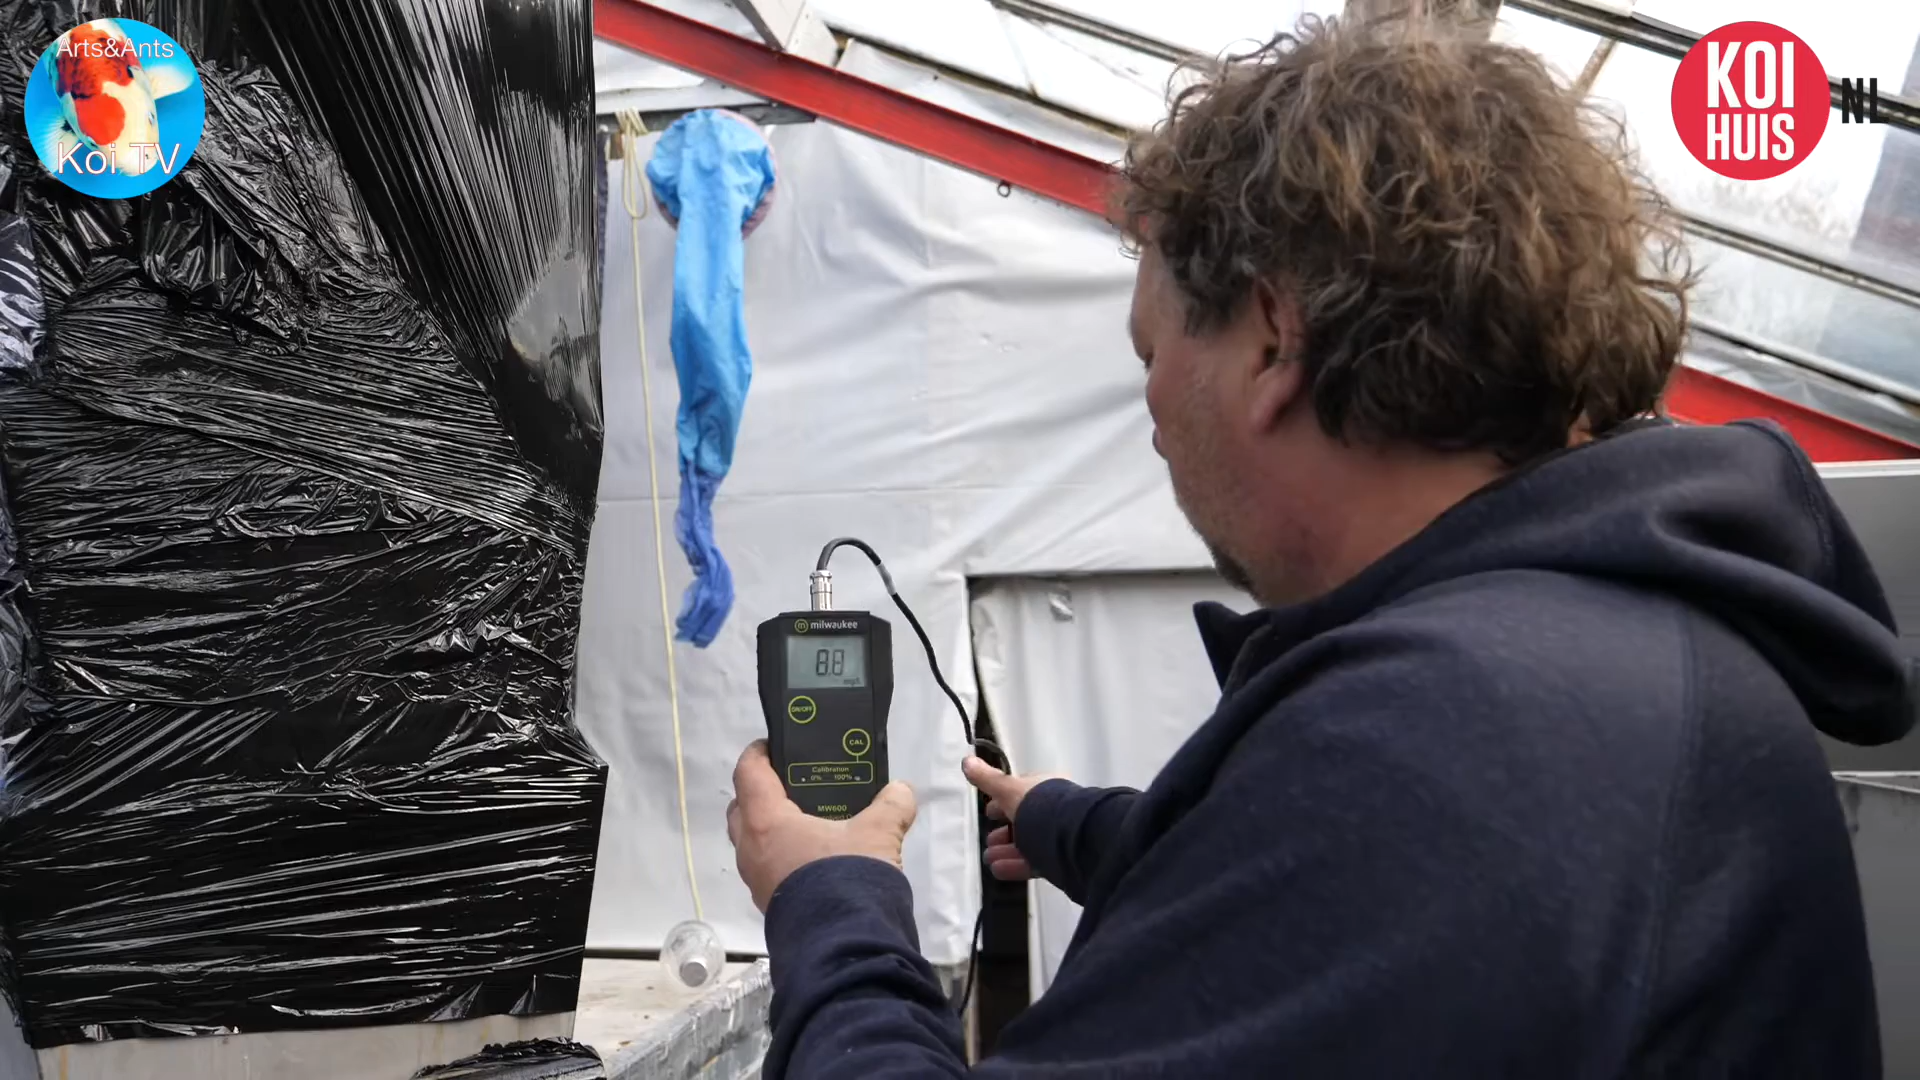 Arts&Ants
Koi TV
KOI
HUIS
NL
milwaukee
8.8
mg/l
ON/OFF
CAL
Calibration
0% 100%
MW600